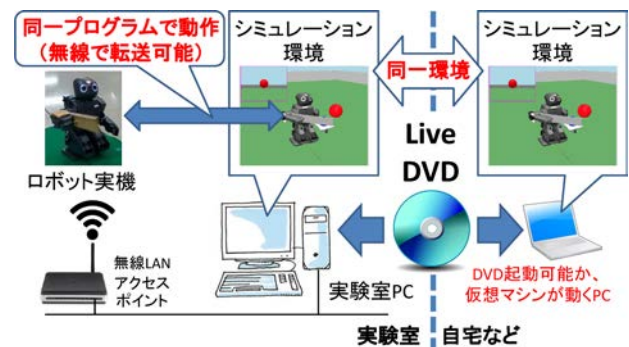 同一プログラムで動作
（無線で転送可能）
シミュレーション
環境
同一環境
シミュレーション
環境
ロボット実機
Live
DVD
無線LAN
アクセス
ポイント
実験室PC
DVD起動可能か、
仮想マシンが動くPC
実験室
自宅など